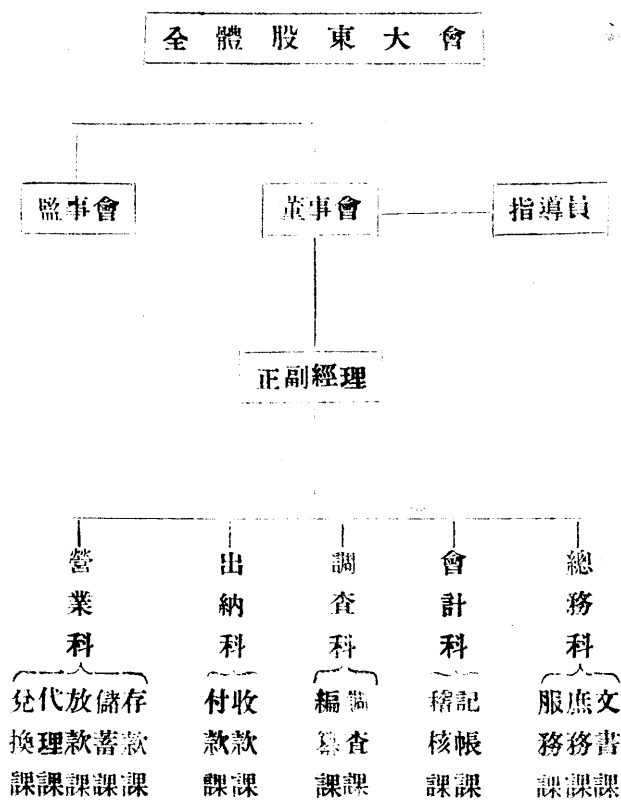 全體股東大會
監事會
董事會
指導員
正副經理
總務科
文書課
庶務課
服務課
會計科
記帳課
稽核課
調查科
調查課
編纂課
出納科
收款課
付款課
營業科
存款課
儲蓄課
放款課
代理課
兌換課